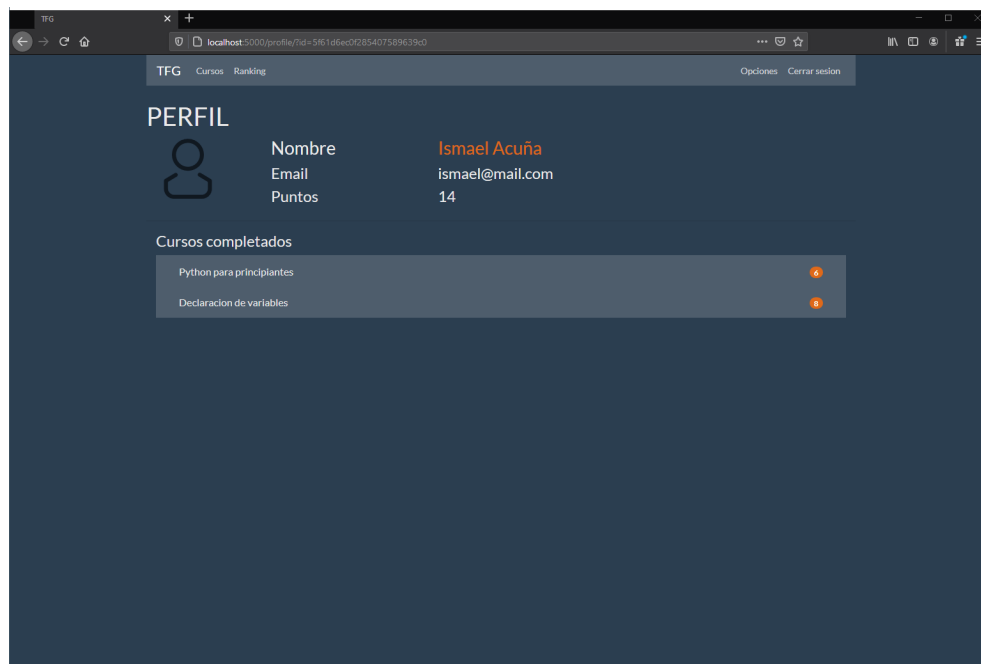 TFG
localhost:5000/profile/?id=5f61d6ec0f285407589639c0
TFG Cursos Ranking Opciones Cerrar sesion
PERFIL
Nombre Ismael Acuña
Email ismael@mail.com
Puntos 14
Cursos completados
Python para principiantes 6
Declaracion de variables 8